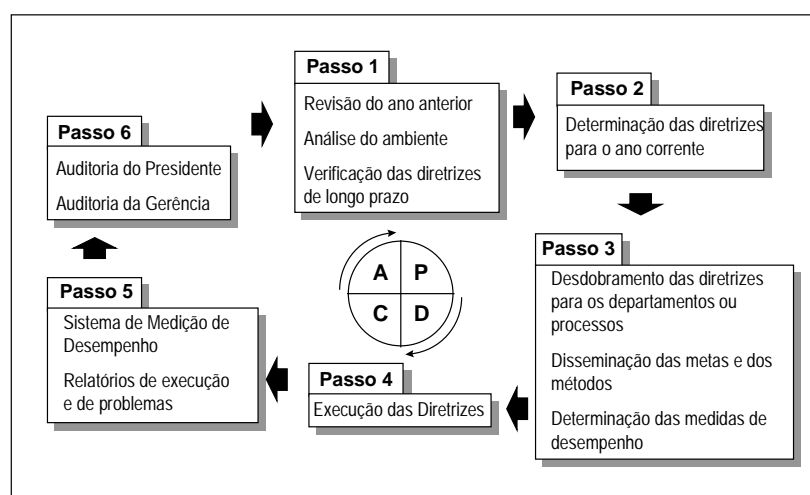 Passo 1
Revisão do ano anterior
Análise do ambiente
Verificação das diretrizes
de longo prazo
Passo 2
Determinação das diretrizes
para o ano corrente
Passo 3
Desdobramento das diretrizes
para os departamentos ou
processos
Disseminação das metas e dos
métodos
Determinação das medidas de
desempenho
Passo 4
Execução das Diretrizes
Passo 5
Sistema de Medição de
Desempenho
Relatórios de execução
e de problemas
Passo 6
Auditoria do Presidente
Auditoria da Gerência
A P
C D